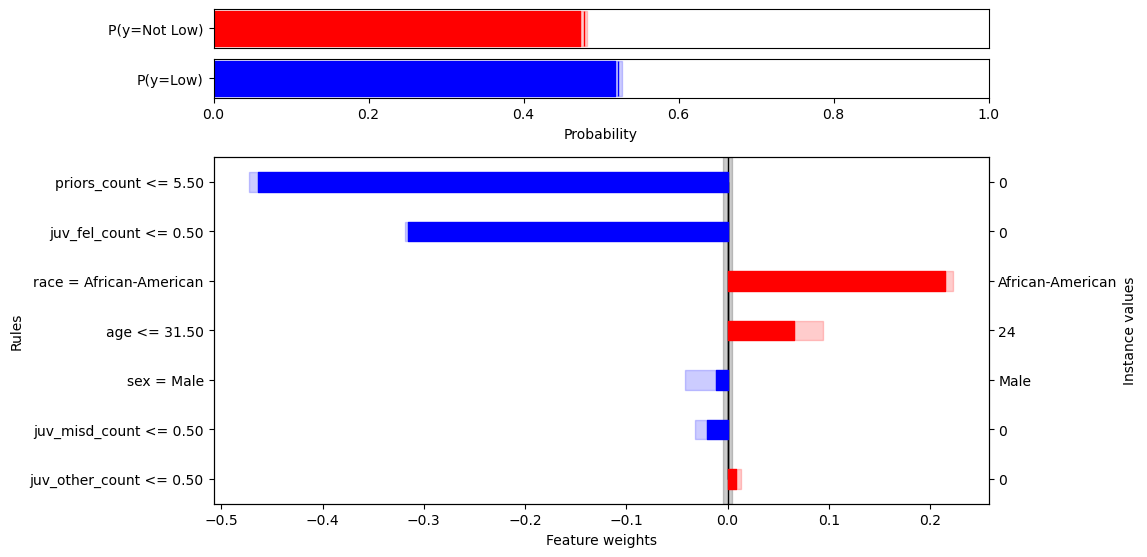 P(y=Not Low)
P(y=Low)
0.0 0.2 0.4 0.6 0.8 1.0
Probability
priors_count <= 5.50 0
juv_fel_count <= 0.50 0
race = African-American African-American
age <= 31.50 24
sex = Male Male
juv_misd_count <= 0.50 0
juv_other_count <= 0.50 0
Rules
Instance values
−0.5 −0.4 −0.3 −0.2 −0.1 0.0 0.1 0.2
Feature weights